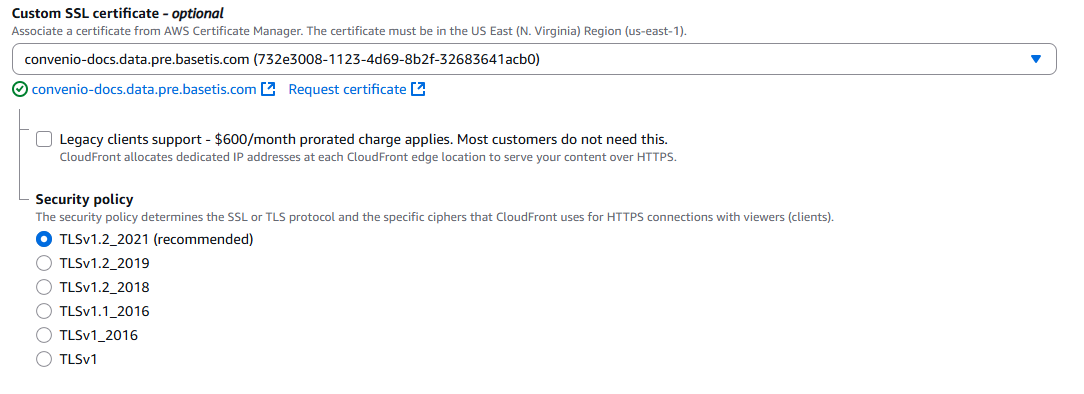 Custom SSL certificate - optional
Associate a certificate from AWS Certificate Manager. The certificate must be in the US East (N. Virginia) Region (us-east-1).
convenio-docs.data.pre.basetis.com (732e3008-1123-4d69-8b2f-32683641acb0)
convenio-docs.data.pre.basetis.com Request certificate
Legacy clients support - $600/month prorated charge applies. Most customers do not need this.
CloudFront allocates dedicated IP addresses at each CloudFront edge location to serve your content over HTTPS.
Security policy
The security policy determines the SSL or TLS protocol and the specific ciphers that CloudFront uses for HTTPS connections with viewers (clients).
TLSv1.2_2021 (recommended)
TLSv1.2_2019
TLSv1.2_2018
TLSv1.1_2016
TLSv1_2016
TLSv1